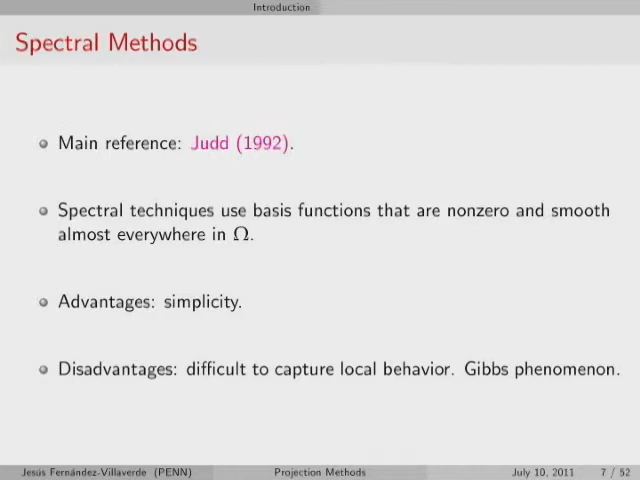 Introduction
Spectral Methods
Main reference: Judd (1992).
Spectral techniques use basis functions that are nonzero and smooth
almost everywhere in Ω.
Advantages: simplicity.
Disadvantages: difficult to capture local behavior. Gibbs phenomenon.
Jesús Fernández-Villaverde (PENN) Projection Methods July 10, 2011 7 / 52